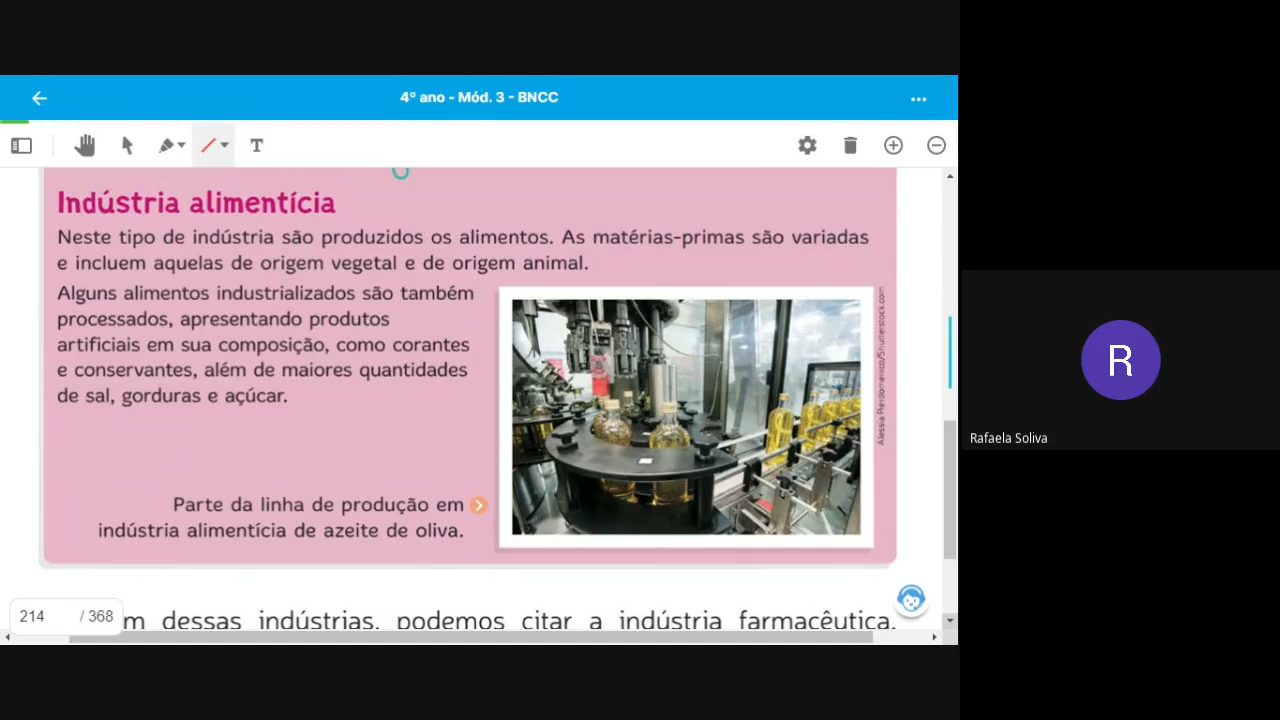 4º ano - Mód. 3 - BNCC
T
Indústria alimentícia
Neste tipo de indústria são produzidos os alimentos. As matérias-primas são variadas
e incluem aquelas de origem vegetal e de origem animal.
Alguns alimentos industrializados são também
processados, apresentando produtos
artificiais em sua composição, como corantes
e conservantes, além de maiores quantidades
de sal, gorduras e açúcar.
Alessia Pierdomenico/Shutterstock.com
Parte da linha de produção em
indústria alimentícia de azeite de oliva.
214 / 368
m dessas indústrias, podemos citar a indústria farmacêutica,
R
Rafaela Soliva